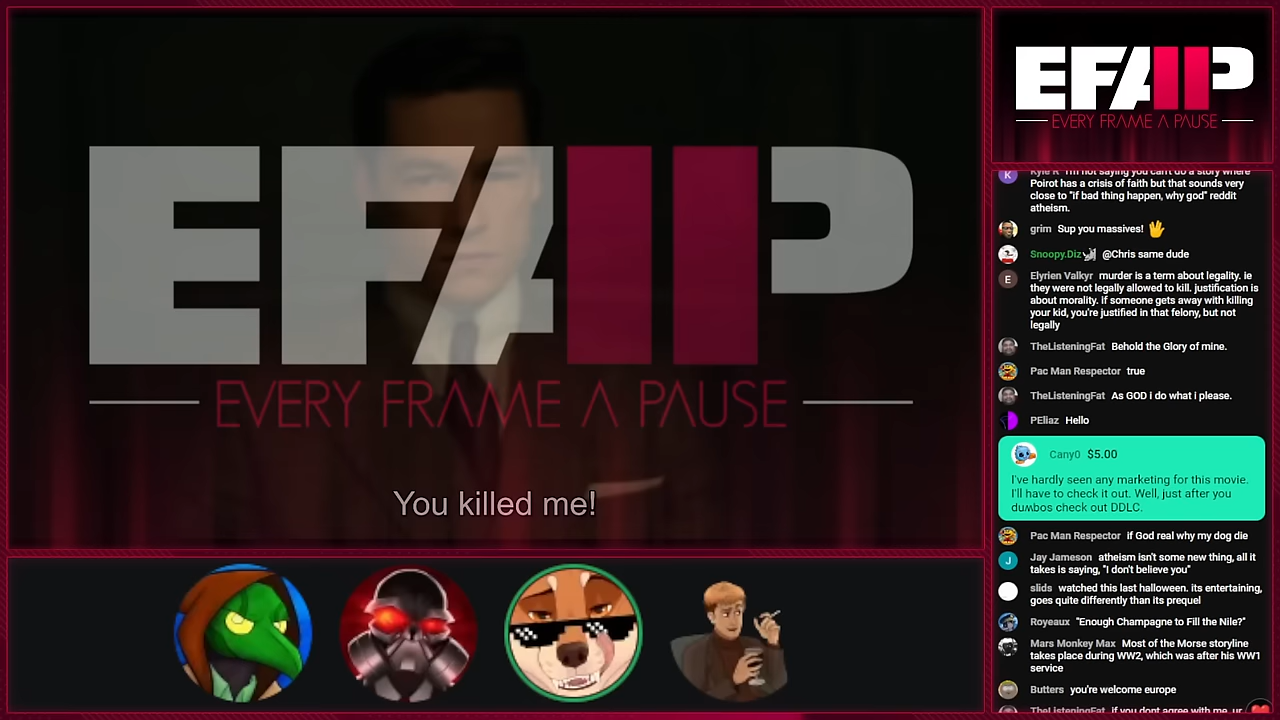 EFAP
EVERY FRAME A PAUSE
You killed me!
EFAP
EVERY FRAME A PAUSE
K Kyle R I'm not saying you can't do a story where
Poirot has a crisis of faith but that sounds very
close to "if bad thing happen, why god" reddit
atheism.
grim Sup you massives!
Snoopy.Diz @Chris same dude
E Elyrien Valkyr murder is a term about legality. ie
they were not legally allowed to kill. justification is
about morality. if someone gets away with killing
your kid, you're justified in that felony, but not
legally
TheListeningFat Behold the Glory of mine.
Pac Man Respector true
TheListeningFat As GOD i do what i please.
PEliaz Hello
Cany0 $5.00
I've hardly seen any marketing for this movie.
I'll have to check it out. Well, just after you
duмbos check out DDLC.
Pac Man Respector if God real why my dog die
J Jay Jameson atheism isn't some new thing, all it
takes is saying, "I don't believe you"
slids watched this last halloween. its entertaining,
goes quite differently than its prequel
Royeaux "Enough Champagne to Fill the Nile?"
Mars Monkey Max Most of the Morse storyline
takes place during WW2, which was after his WW1
service
Butters you're welcome europe
TheListeningFat if you dont agree with me, ur